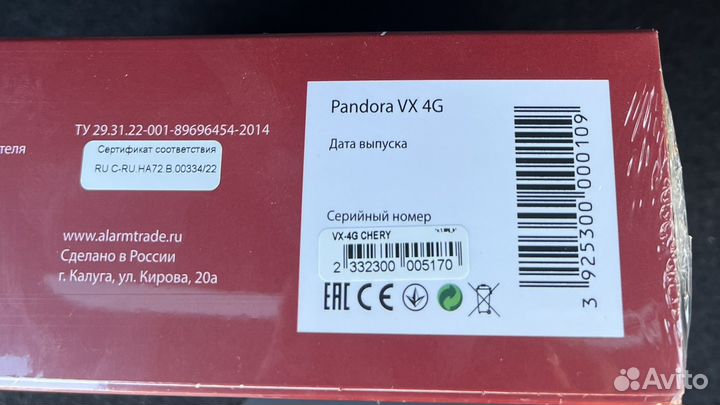 теля
ТУ 29.31.22-001-89696454-2014
Сертификат соответствия
RU C-RU.HA72.B.00334/22
www.alarmtrade.ru
Сделано в России
г. Калуга, ул. Кирова, 20а
Pandora VX 4G
Дата выпуска
Серийный номер
VX-4G CHERY
2 332300 005170
EAC CE
3 925300 000109
Avito